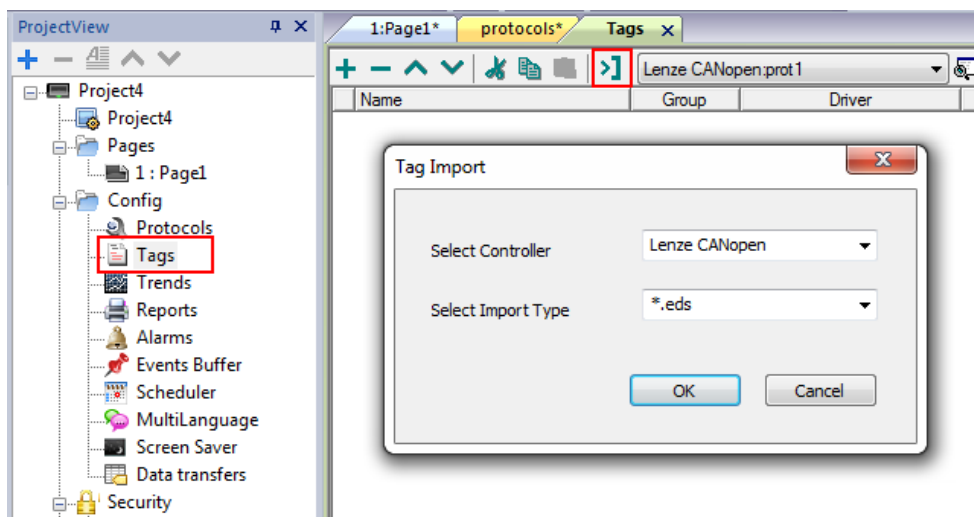 ProjectView
Project4
Project4
Pages
1 : Page1
Config
Protocols
Tags
Trends
Reports
Alarms
Events Buffer
Scheduler
MultiLanguage
Screen Saver
Data transfers
Security
1:Page1* protocols* Tags
Lenze CANopen:prot1
Name Group Driver
Tag Import
Select Controller Lenze CANopen
Select Import Type *.eds
OK Cancel